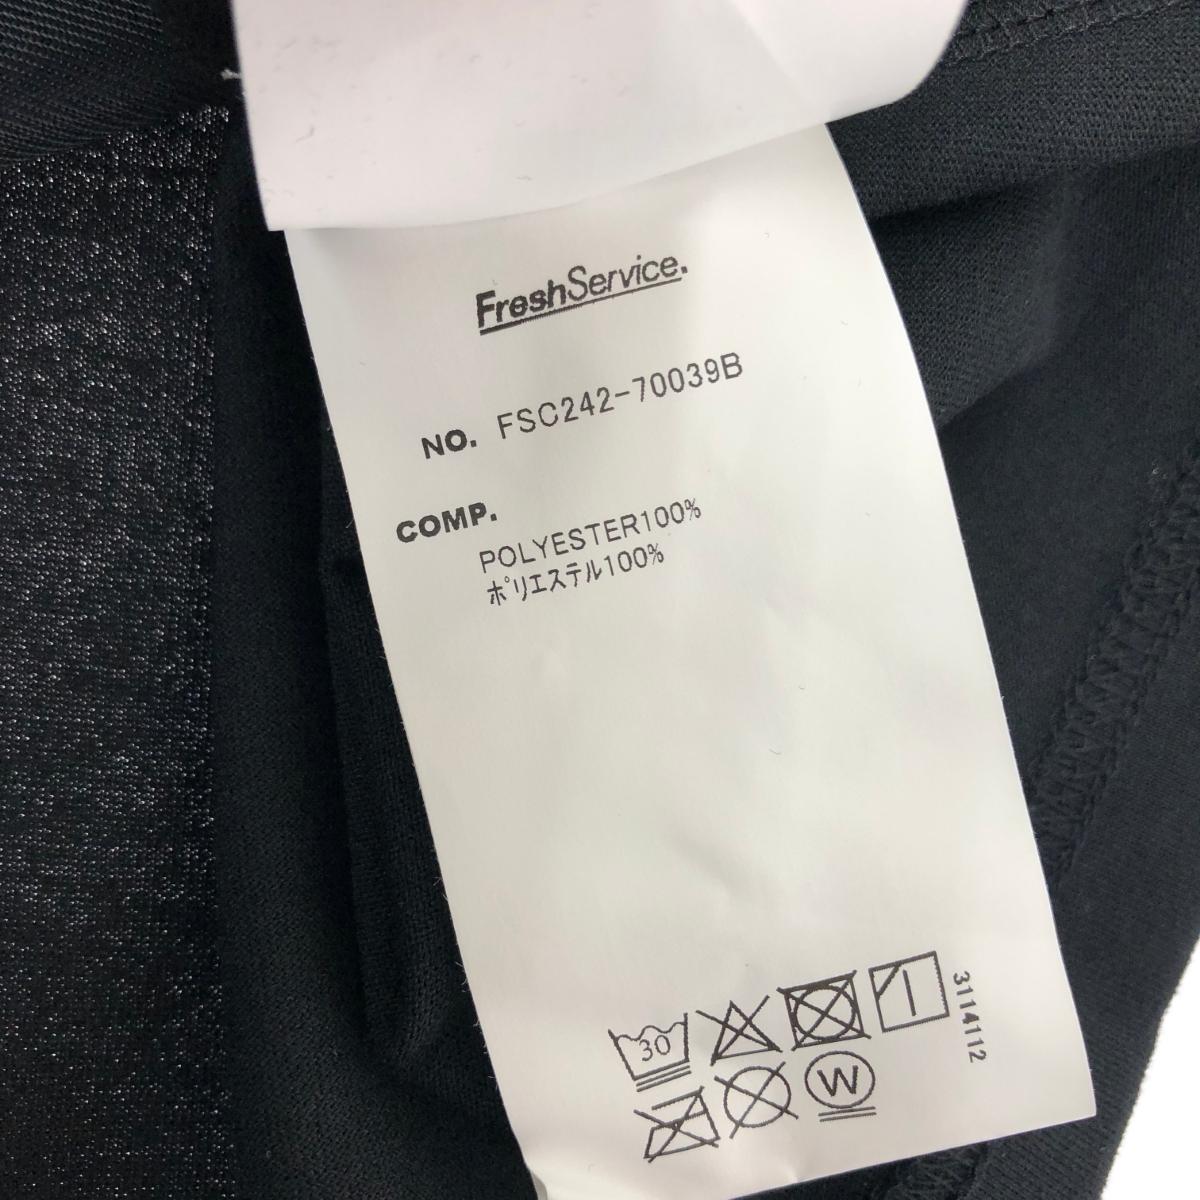 FreshService.
NO. FSC242-70039B
COMP.
POLYESTER100%
ﾎﾟﾘｴｽﾃﾙ100%
30
W
3114112